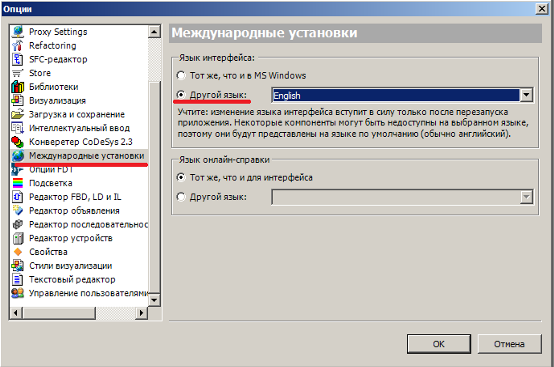 Опции
Proxy Settings
Refactoring
SFC-редактор
Store
Библиотеки
Визуализация
Загрузка и сохранение
Интеллектуальный ввод
Конверетер CoDeSys 2.3
Международные установки
Опции FDT
Подсветка
Редактор FBD, LD и IL
Редактор объявления
Редактор последовательнос
Редактор устройств
Свойства
Стили визуализации
Текстовый редактор
Управление пользователями
Международные установки
Язык интерфейса:
Тот же, что и в MS Windows
Другой язык:
English
Учтите: изменение языка интерфейса вступит в силу только после перезапуска
приложения. Некоторые компоненты могут быть недоступны на выбранном языке,
поэтому они будут представлены на языке по умолчанию (обычно английский).
Язык онлайн-справки
Тот же, что и для интерфейса
Другой язык:
OK
Отмена